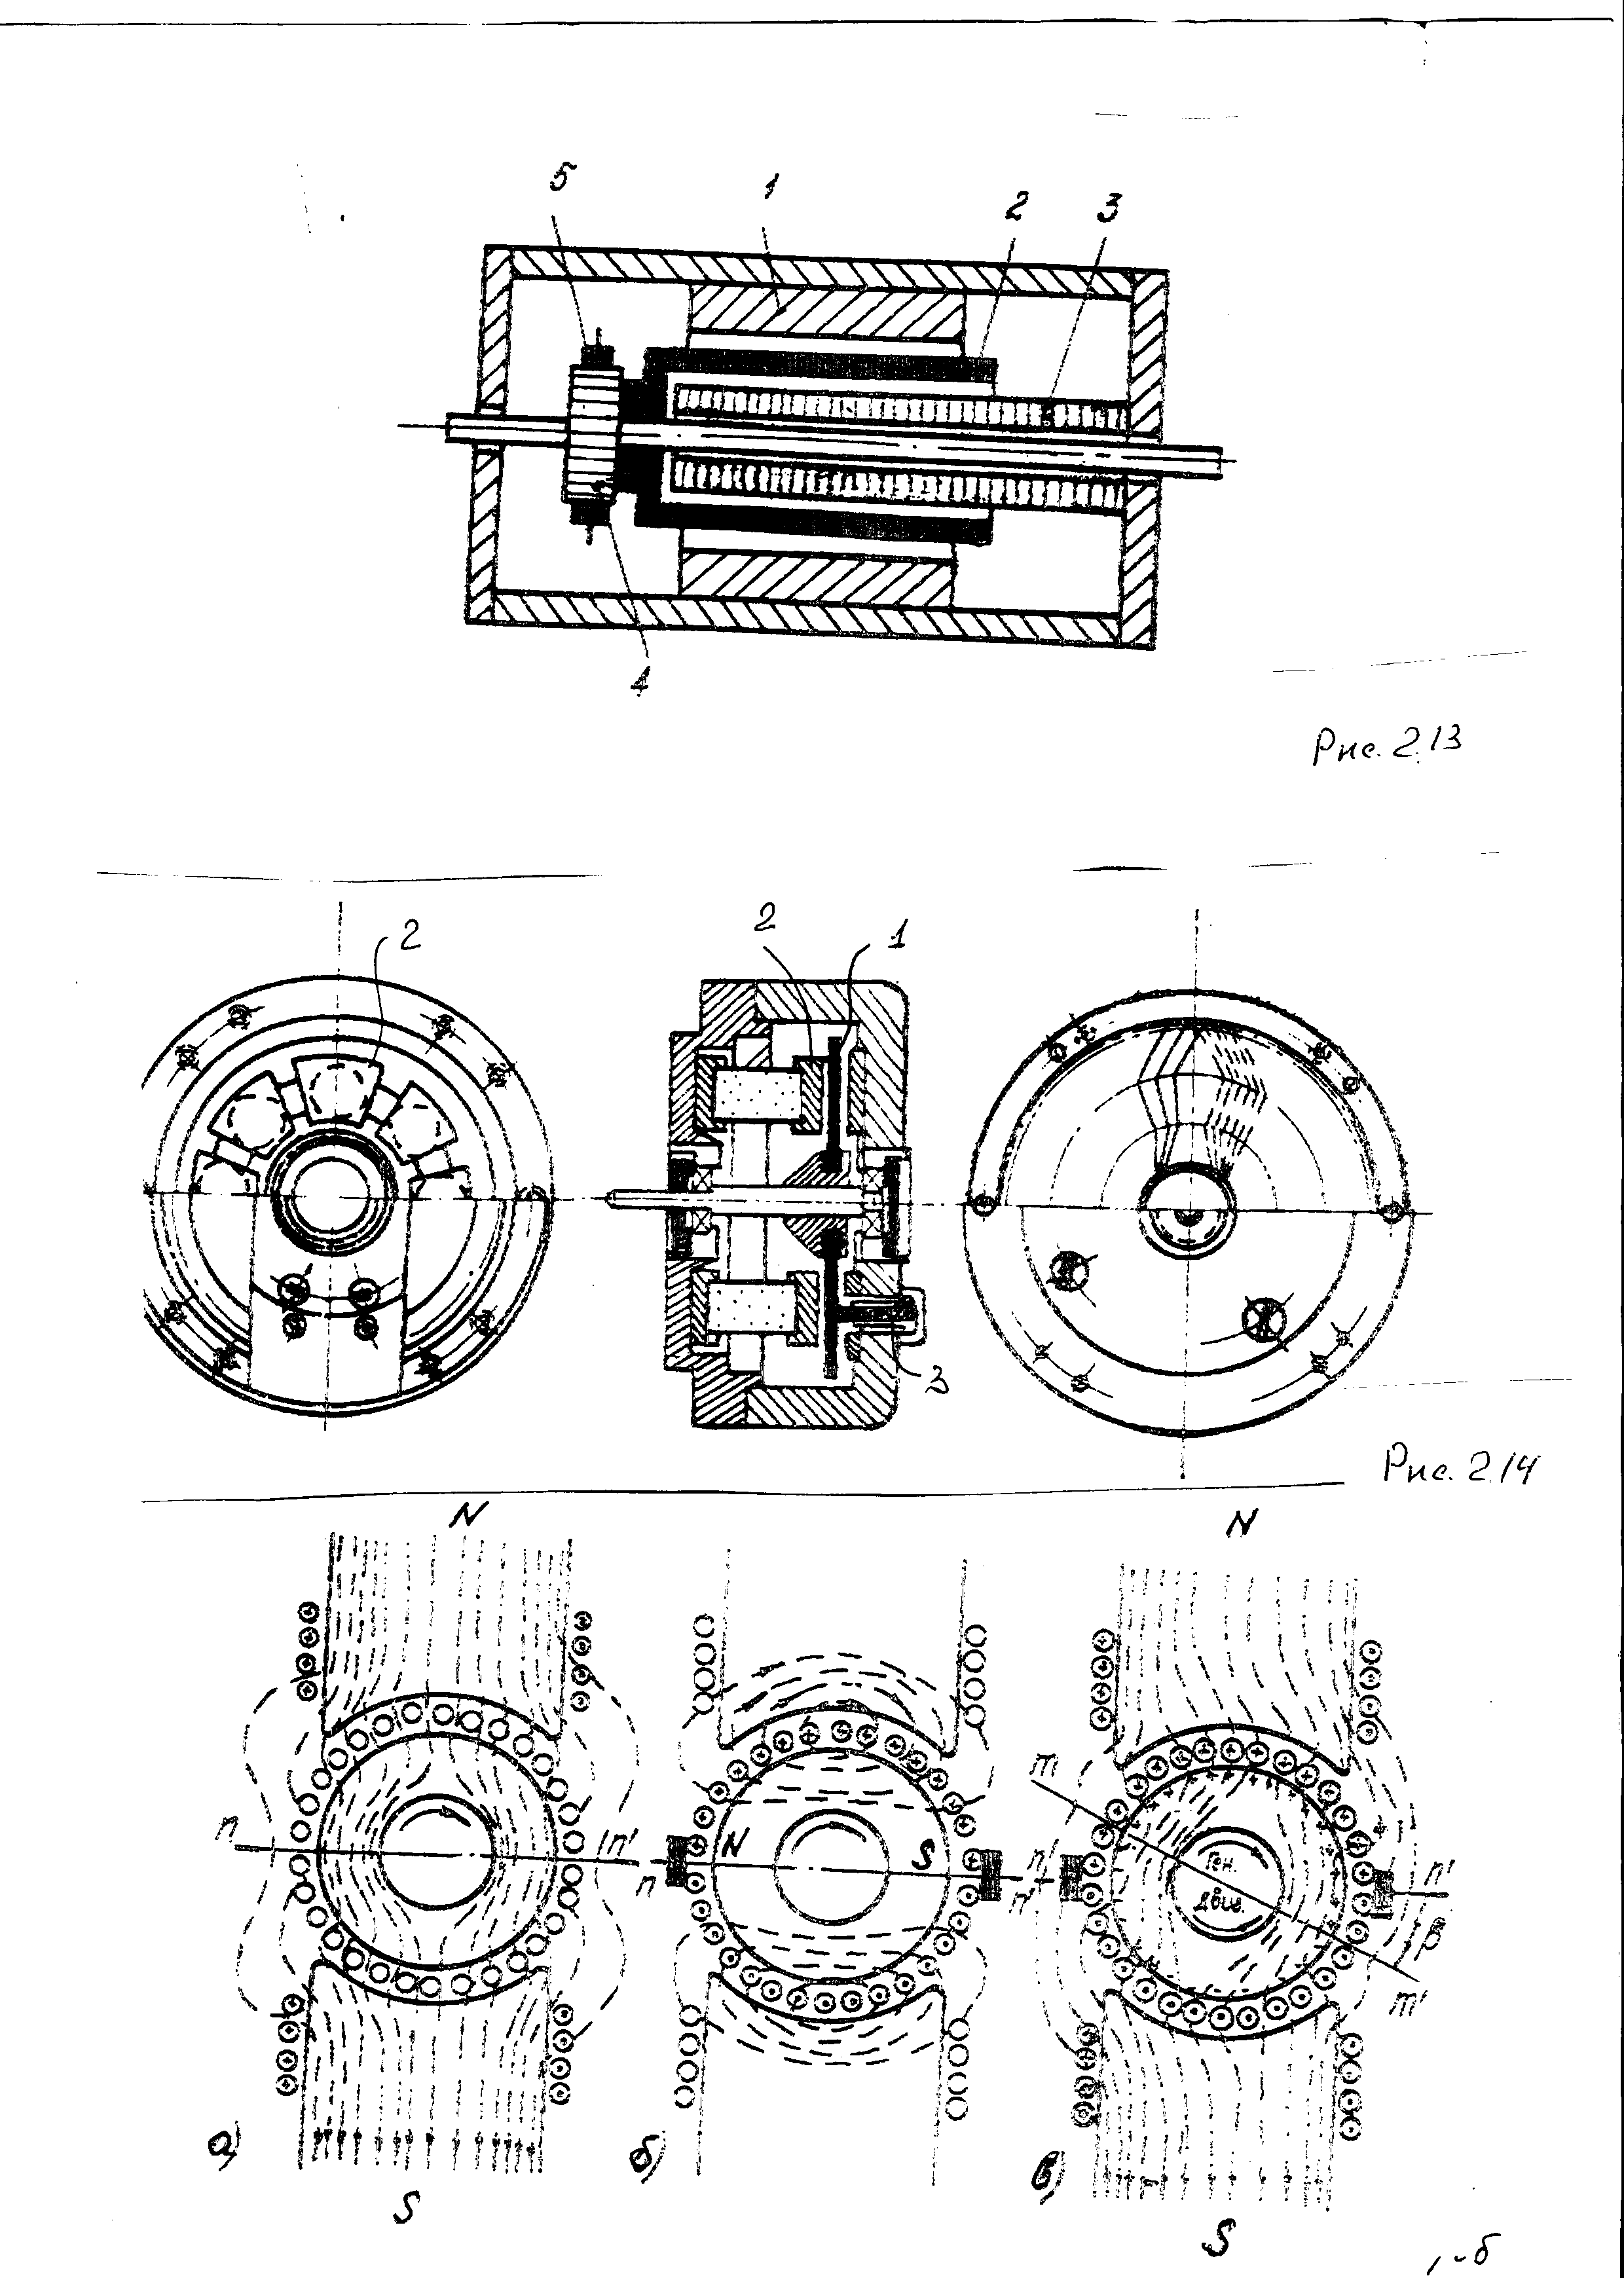 5 1 2 3
4
Рис. 2.13
2 2 1
3
Рис. 2.14
N N
m
n n' N S n n' n' n'
Ген.
Двиг.
β
m'
а) б) в)
S S